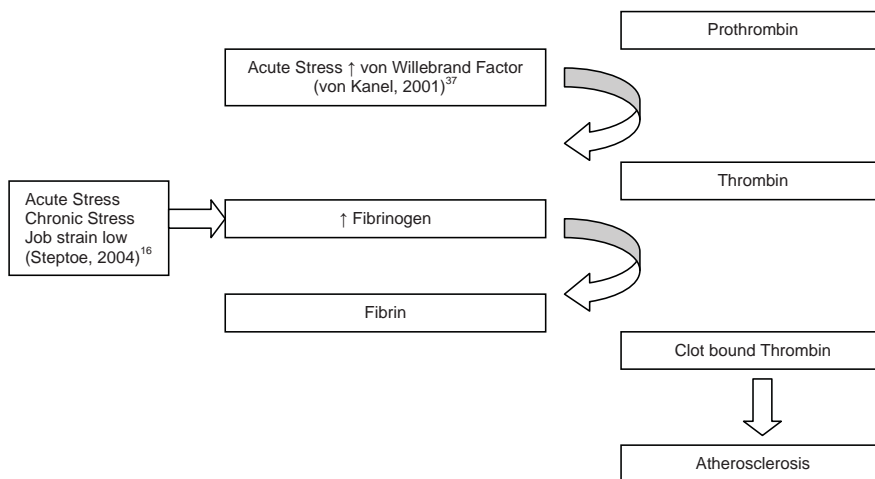 Prothrombin
Acute Stress ↑ von Willebrand Factor
(von Kanel, 2001)³⁷
Thrombin
Acute Stress
Chronic Stress
Job strain low
(Steptoe, 2004)¹⁶
↑ Fibrinogen
Fibrin
Clot bound Thrombin
Atherosclerosis